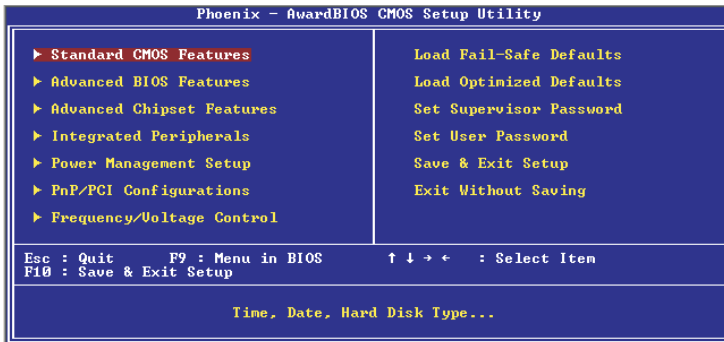 Phoenix - AwardBIOS CMOS Setup Utility
▶ Standard CMOS Features
▶ Advanced BIOS Features
▶ Advanced Chipset Features
▶ Integrated Peripherals
▶ Power Management Setup
▶ PnP/PCI Configurations
▶ Frequency/Voltage Control
Load Fail-Safe Defaults
Load Optimized Defaults
Set Supervisor Password
Set User Password
Save & Exit Setup
Exit Without Saving
Esc : Quit F9 : Menu in BIOS ↑ ↓ → ← : Select Item
F10 : Save & Exit Setup
Time, Date, Hard Disk Type...